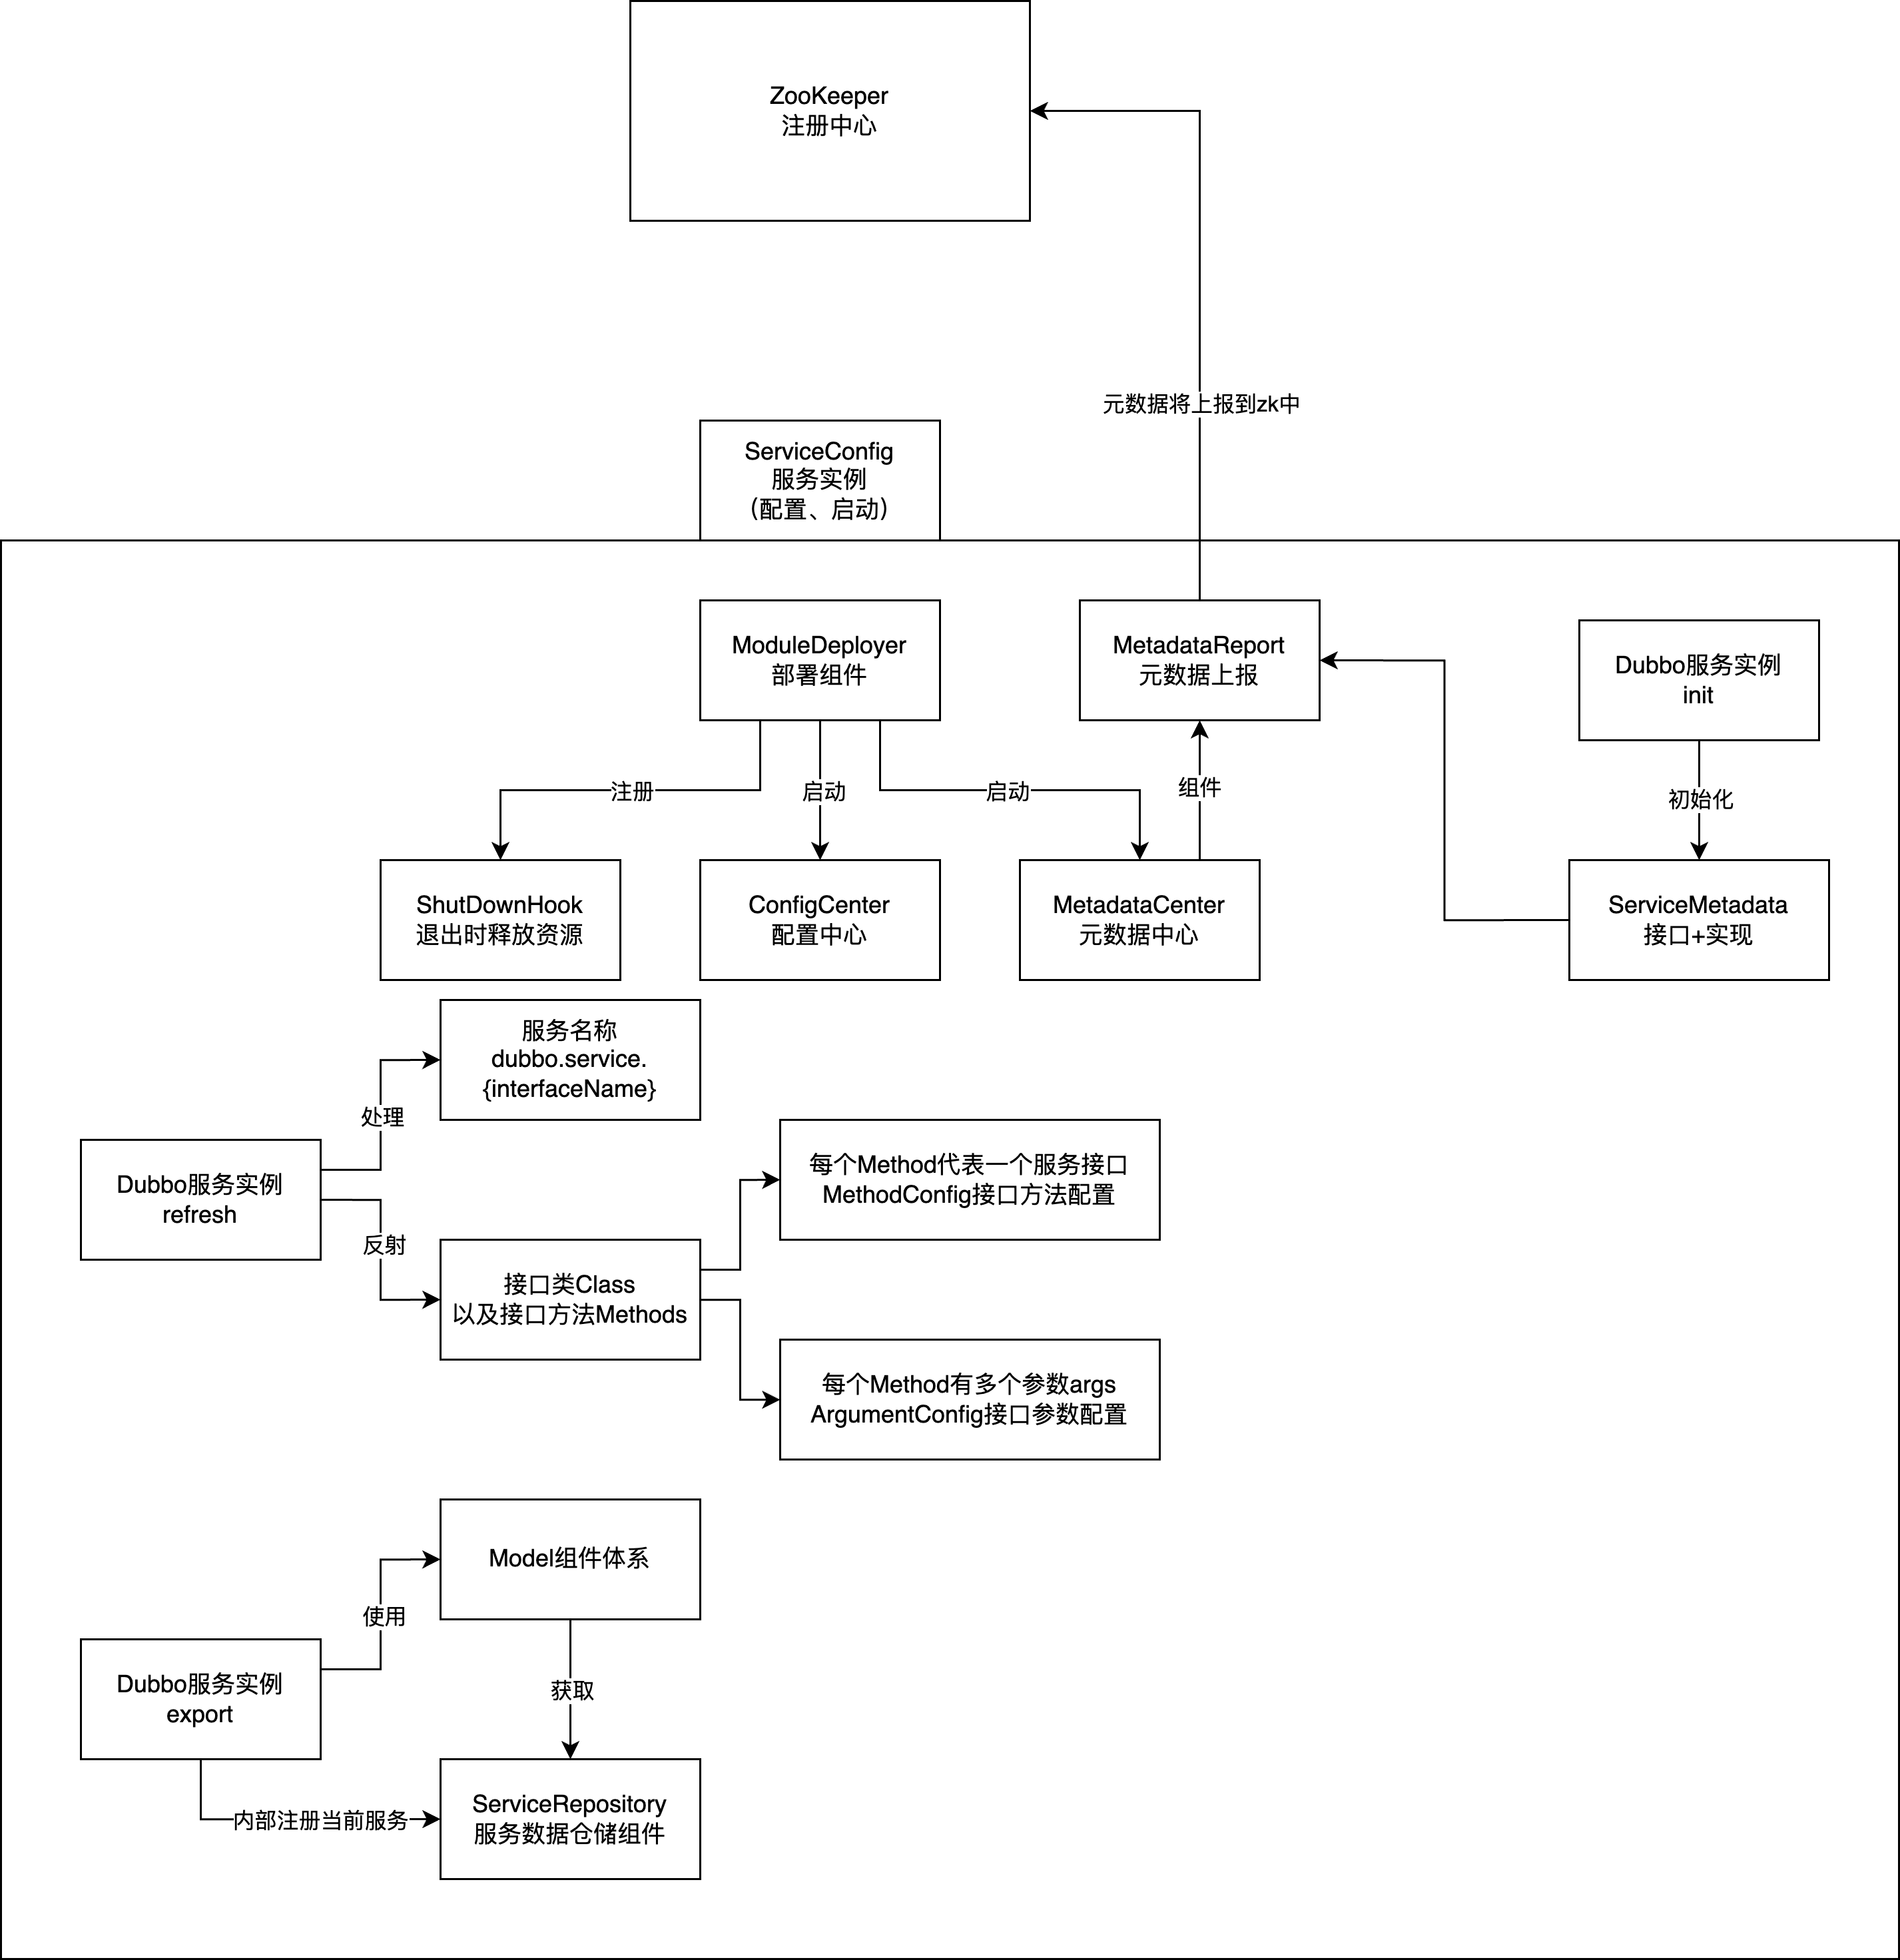 ZooKeeper
注册中心
元数据将上报到zk中
ServiceConfig
服务实例
（配置、启动）
ModuleDeployer
部署组件
MetadataReport
元数据上报
Dubbo服务实例
init
注册
启动
启动
组件
初始化
ShutDownHook
退出时释放资源
ConfigCenter
配置中心
MetadataCenter
元数据中心
ServiceMetadata
接口+实现
服务名称
dubbo.service.
{interfaceName}
处理
Dubbo服务实例
refresh
反射
每个Method代表一个服务接口
MethodConfig接口方法配置
接口类Class
以及接口方法Methods
每个Method有多个参数args
ArgumentConfig接口参数配置
Model组件体系
使用
Dubbo服务实例
export
获取
内部注册当前服务
ServiceRepository
服务数据仓储组件